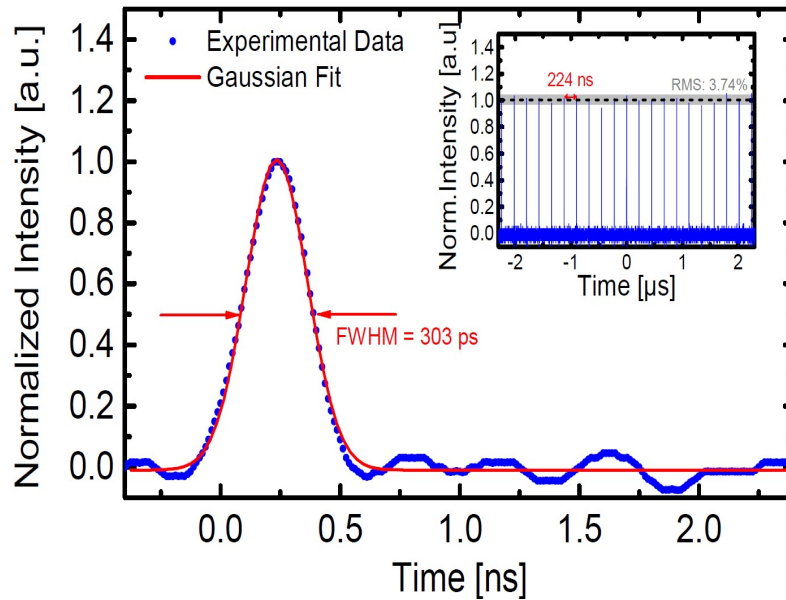 Normalized Intensity [a.u.]
1.4
1.2
1.0
0.8
0.6
0.4
0.2
0.0
Experimental Data
Gaussian Fit
FWHM = 303 ps
0.0 0.5 1.0 1.5 2.0
Time [ns]
Norm.Intensity [a.u]
1.4
1.2
1.0
0.8
0.6
0.4
0.2
0.0
224 ns
RMS: 3.74%
-2 -1 0 1 2
Time [µs]